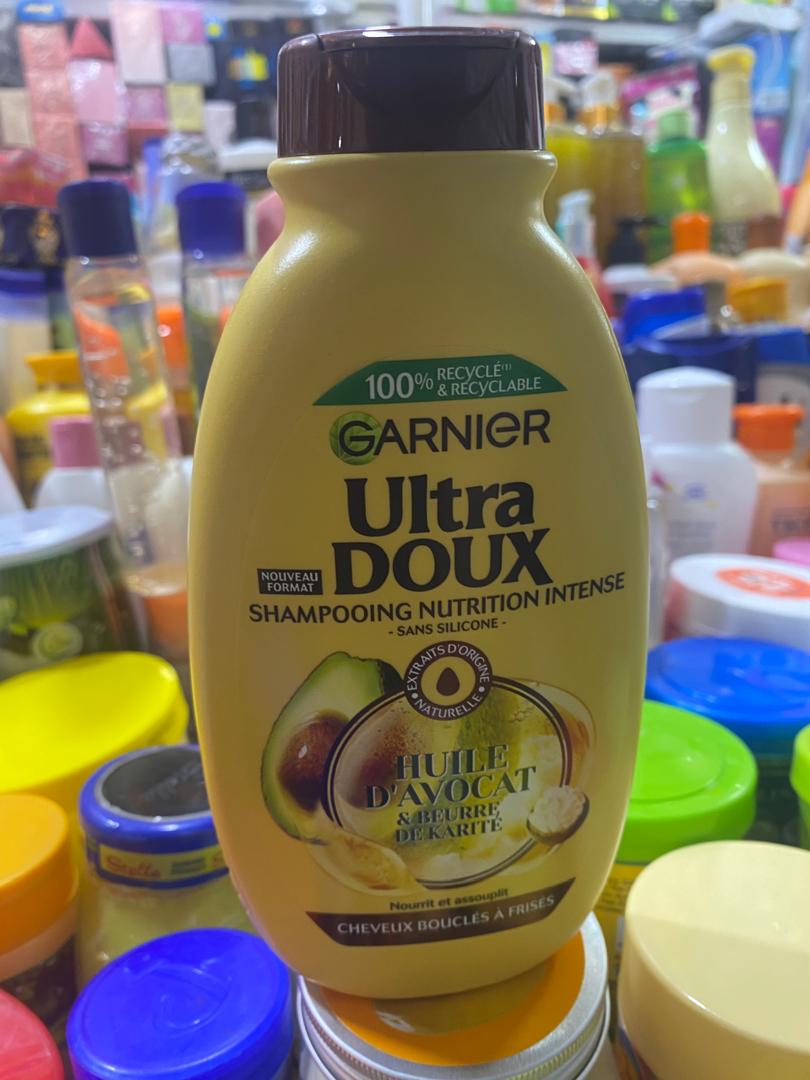 100% RECYCLÉ(1)
& RECYCLABLE
GARNIER
Ultra
DOUX
NOUVEAU
FORMAT
SHAMPOOING NUTRITION INTENSE
- SANS SILICONE -
• EXTRAITS D'ORIGINE •
NATURELLE
HUILE
D'AVOCAT
& BEURRE
DE KARITÉ
Nourrit et assouplit
CHEVEUX BOUCLÉS À FRISÉS